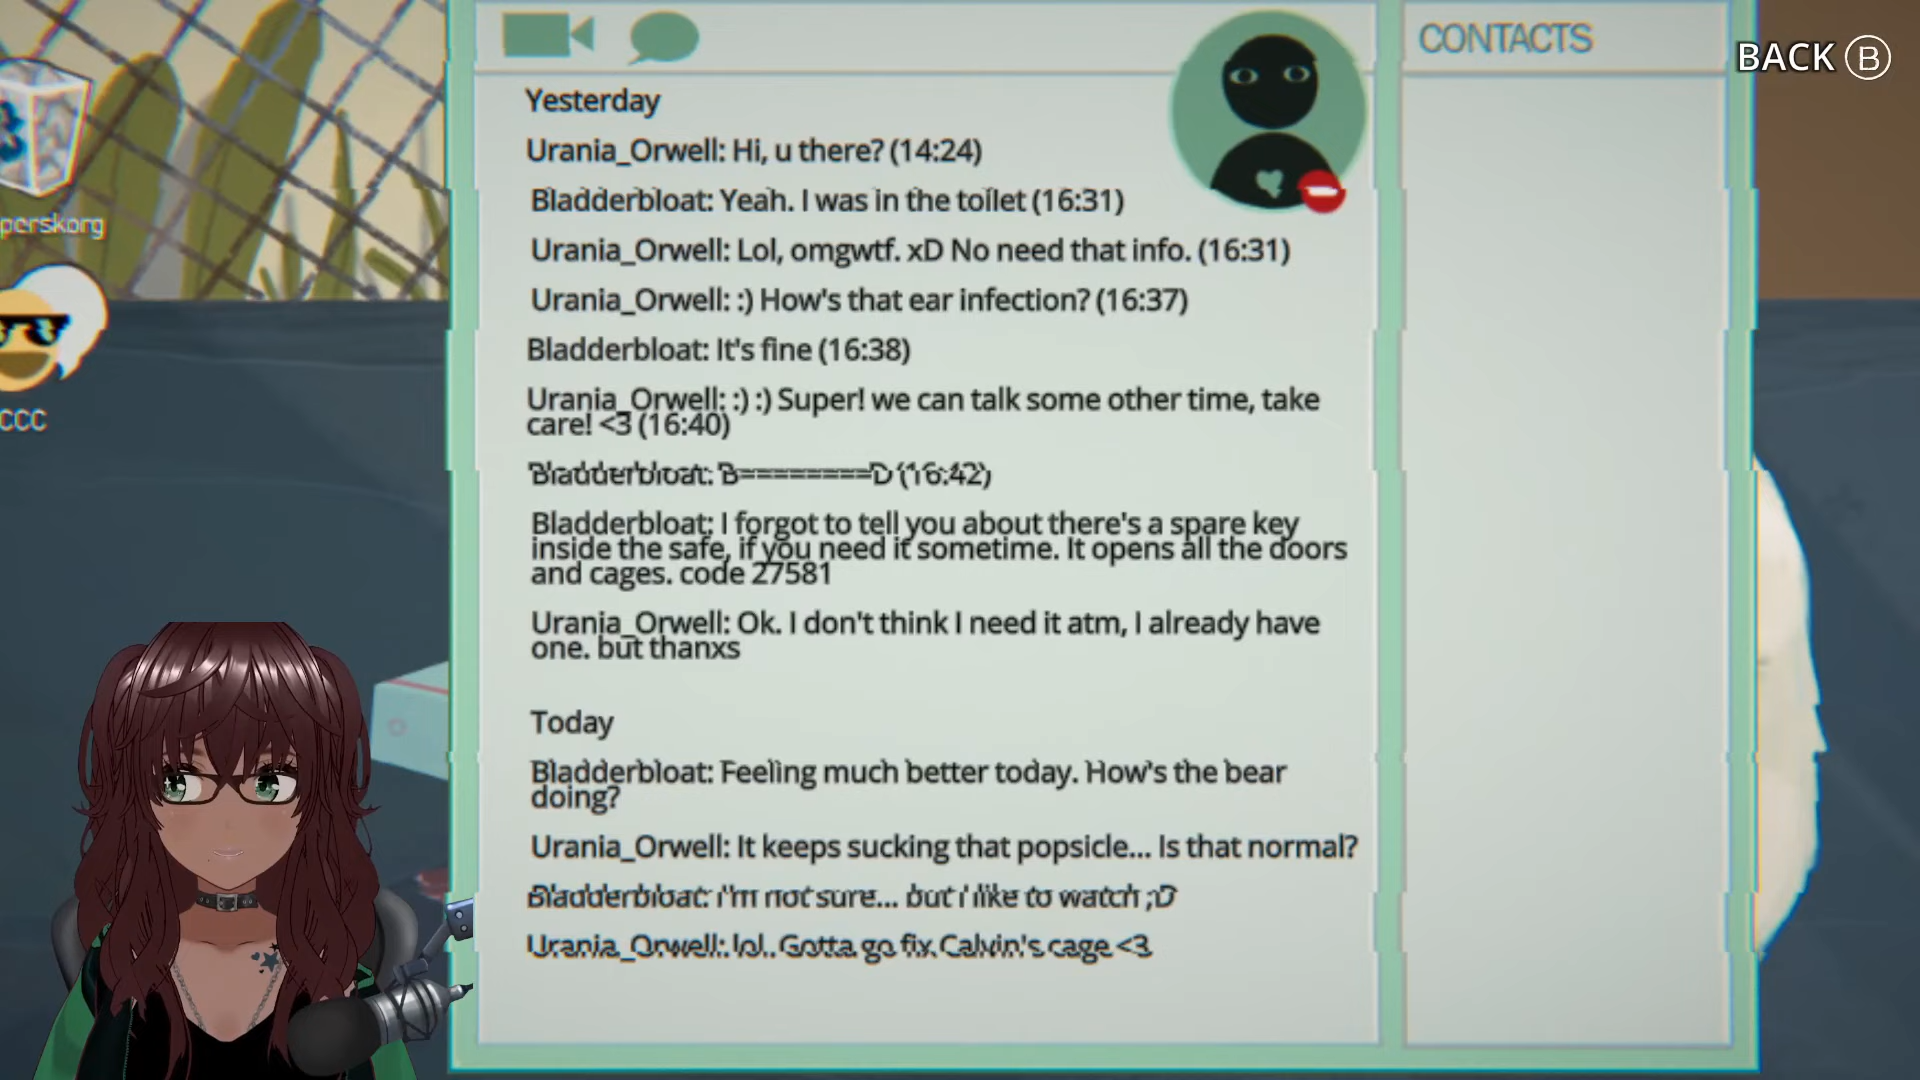 CONTACTS
BACK B
Yesterday
Urania_Orwell: Hi, u there? (14:24)
Bladderbloat: Yeah. I was in the toilet (16:31)
Urania_Orwell: Lol, omgwtf. xD No need that info. (16:31)
Urania_Orwell: :) How's that ear infection? (16:37)
Bladderbloat: It's fine (16:38)
Urania_Orwell: :) :) Super! we can talk some other time, take
care! <3 (16:40)
Bladderbloat: B========D (16:42)
Bladderbloat: I forgot to tell you about there's a spare key
inside the safe, if you need it sometime. It opens all the doors
and cages. code 27581
Urania_Orwell: Ok. I don't think I need it atm, I already have
one. but thanxs
Today
Bladderbloat: Feeling much better today. How's the bear
doing?
Urania_Orwell: It keeps sucking that popsicle... Is that normal?
Bladderbloat: i'm not sure... but i like to watch ;D
Urania_Orwell: lol.. Gotta go fix Calvin's cage <3
perskorg
CCC